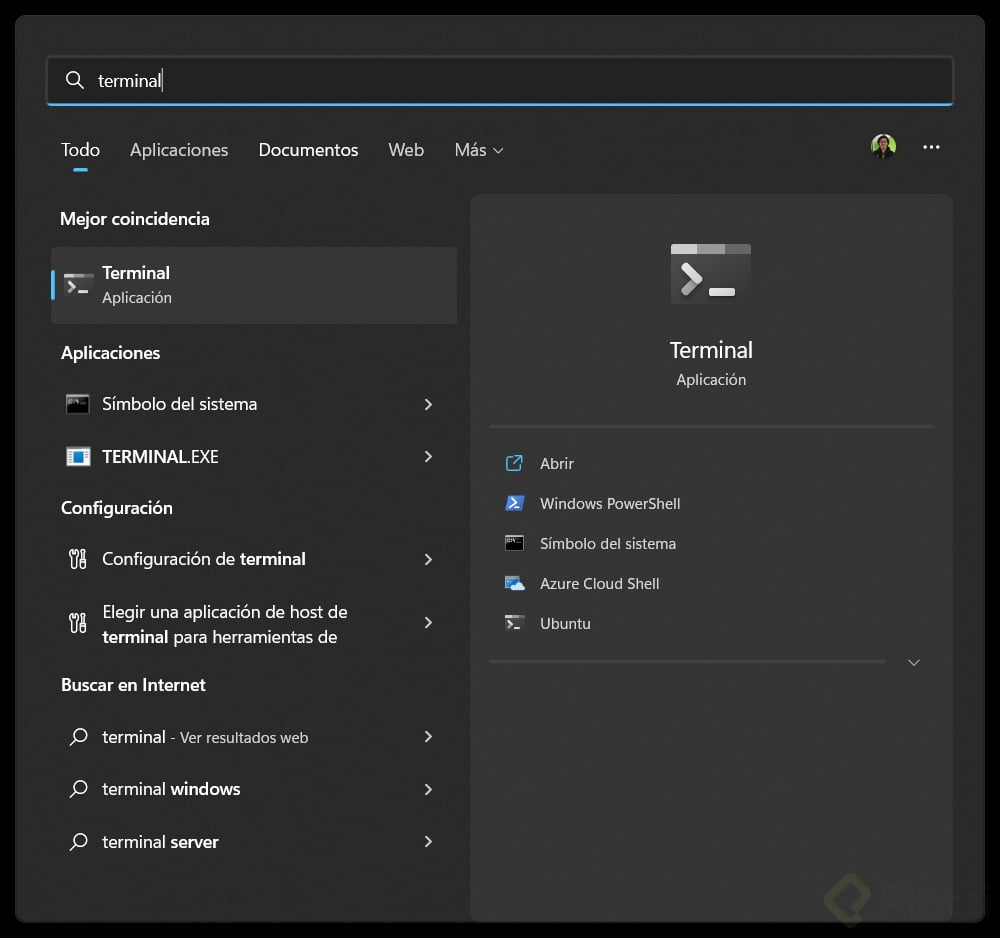 terminal
Todo
Aplicaciones
Documentos
Web
Más
Mejor coincidencia
Terminal
Aplicación
Aplicaciones
Símbolo del sistema
TERMINAL.EXE
Configuración
Configuración de terminal
Elegir una aplicación de host de
terminal para herramientas de
Buscar en Internet
terminal - Ver resultados web
terminal windows
terminal server
Terminal
Aplicación
Abrir
Windows PowerShell
Símbolo del sistema
Azure Cloud Shell
Ubuntu
Platzi